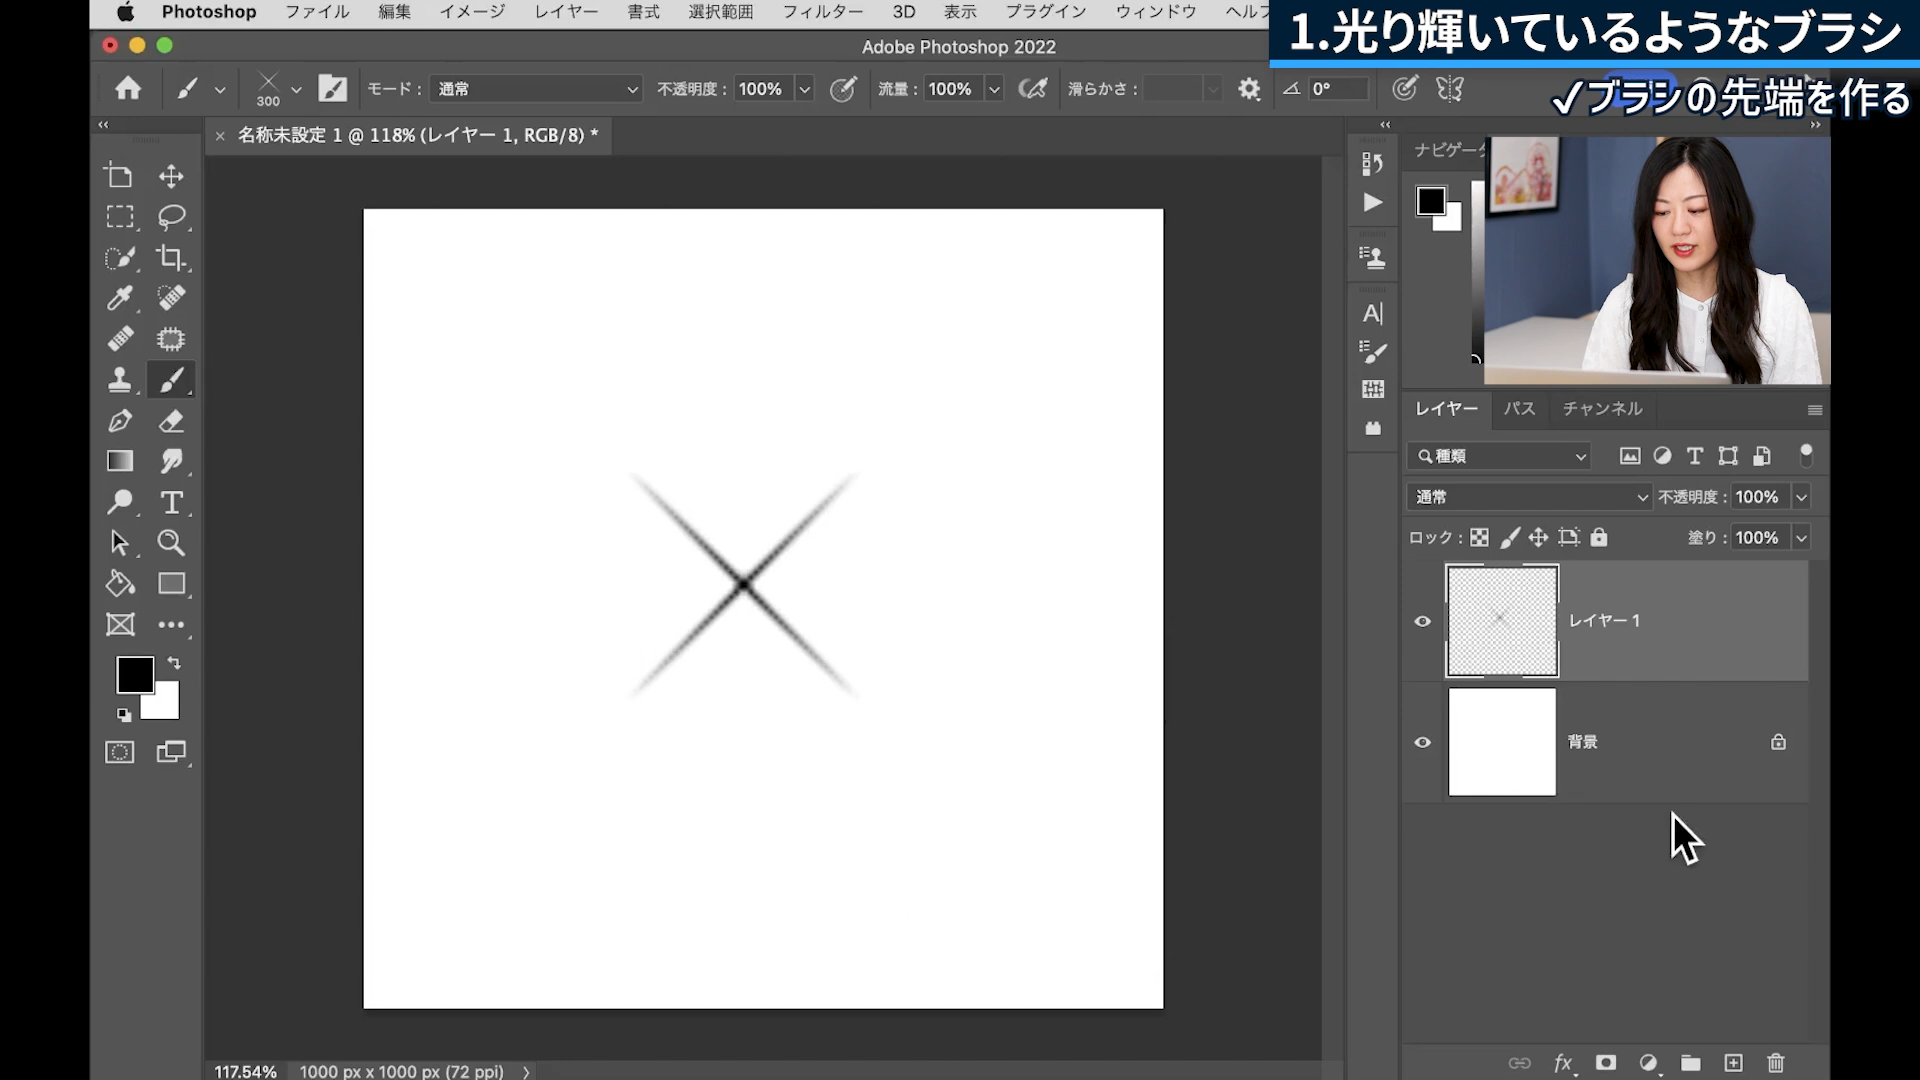 Photoshop ファイル 編集 イメージ レイヤー 書式 選択範囲 フィルター 3D 表示 プラグイン ウィンドウ ヘルプ
1.光り輝いているようなブラシ
Adobe Photoshop 2022
✓ブラシの先端を作る
300 モード： 通常 不透明度： 100% 流量： 100% 滑らかさ： 0°
× 名称未設定 1 @ 118% (レイヤー 1, RGB/8) *
ナビゲータ
レイヤー パス チャンネル
種類
通常 不透明度： 100%
ロック： 塗り： 100%
レイヤー 1
背景
117.54% 1000 px x 1000 px (72 ppi)